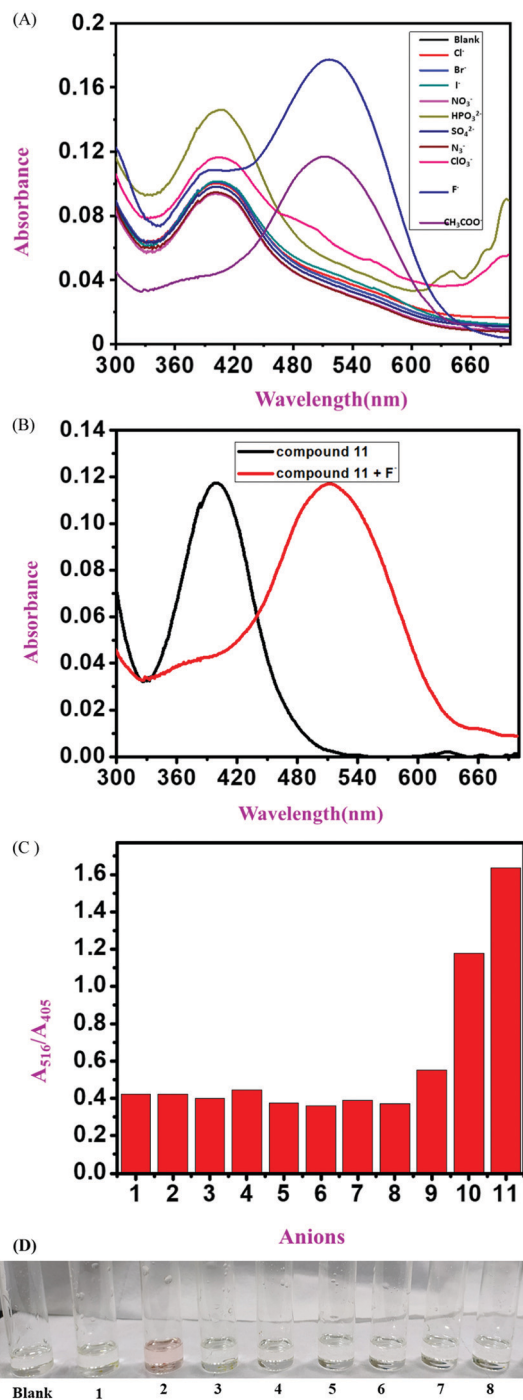 (A)
0.2
0.16
0.12
0.08
0.04
0
Absorbance
Blank
Cl⁻
Br⁻
I⁻
NO₃⁻
HPO₃²⁻
SO₄²⁻
N₃⁻
ClO₃⁻
F⁻
CH₃COO⁻
300 360 420 480 540 600 660
Wavelength(nm)
(B)
0.14
0.12
0.10
0.08
0.06
0.04
0.02
0.00
Absorbance
compound 11
compound 11 + F⁻
300 360 420 480 540 600 660
Wavelength(nm)
(C )
1.6
1.4
1.2
1.0
0.8
0.6
0.4
0.2
0.0
A₅₁₆/A₄₀₅
1 2 3 4 5 6 7 8 9 10 11
Anions
(D)
Blank 1 2 3 4 5 6 7 8